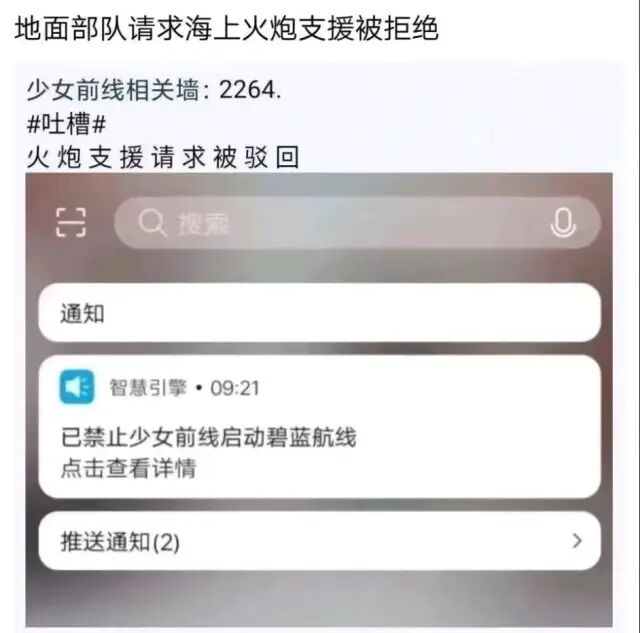 地面部队请求海上火炮支援被拒绝
少女前线相关墙：2264.
#吐槽#
火炮支援请求被驳回
搜索
通知
智慧引擎 • 09:21
已禁止少女前线启动碧蓝航线
点击查看详情
推送通知(2)